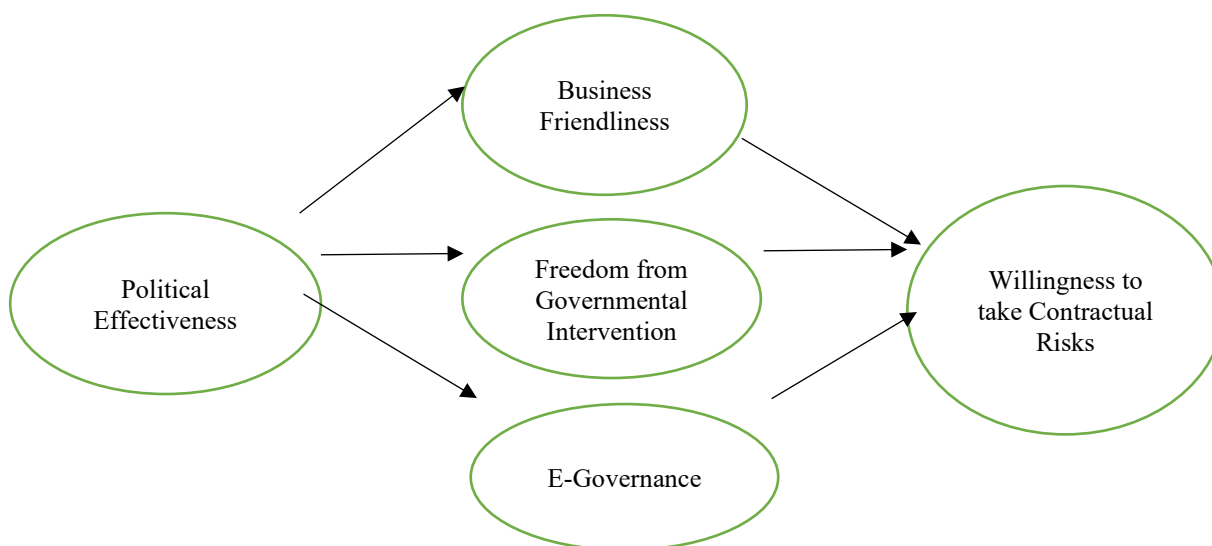 Business
Friendliness
Political
Effectiveness
Freedom from
Governmental
Intervention
Willingness to
take Contractual
Risks
E-Governance